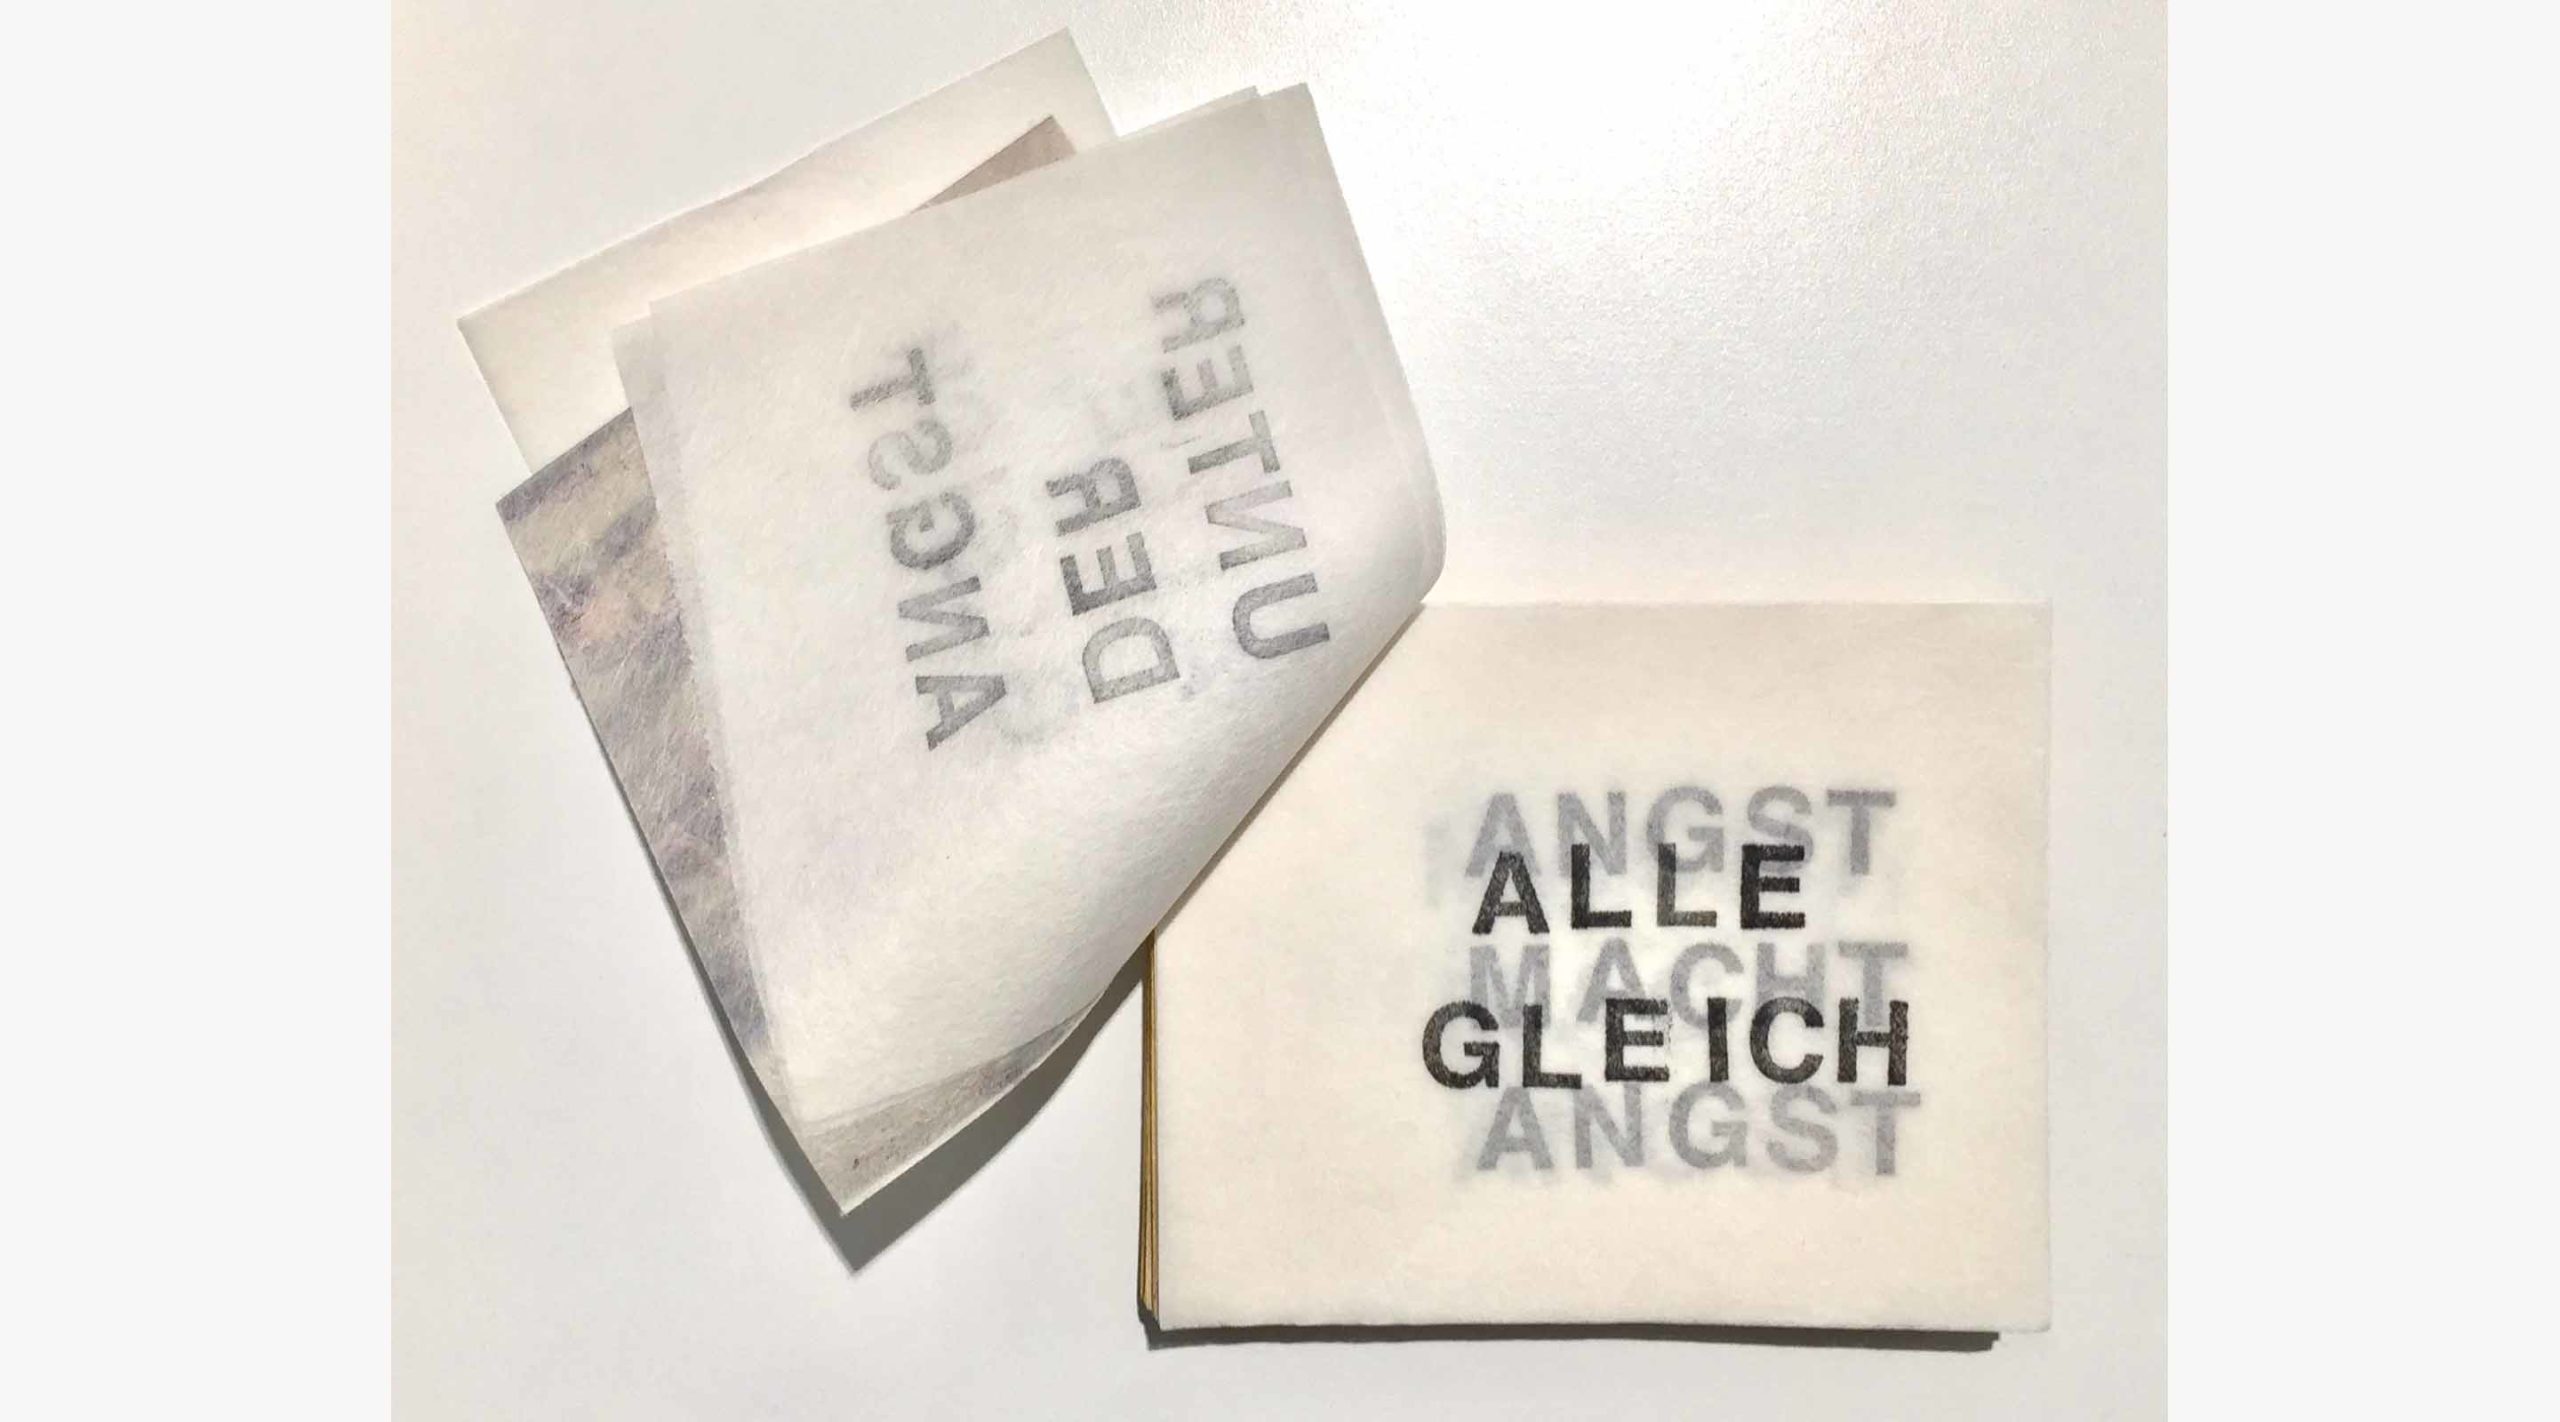 UNTER
DER
ANGST
ANGST
ALLE
MACHT
GLEICH
ANGST